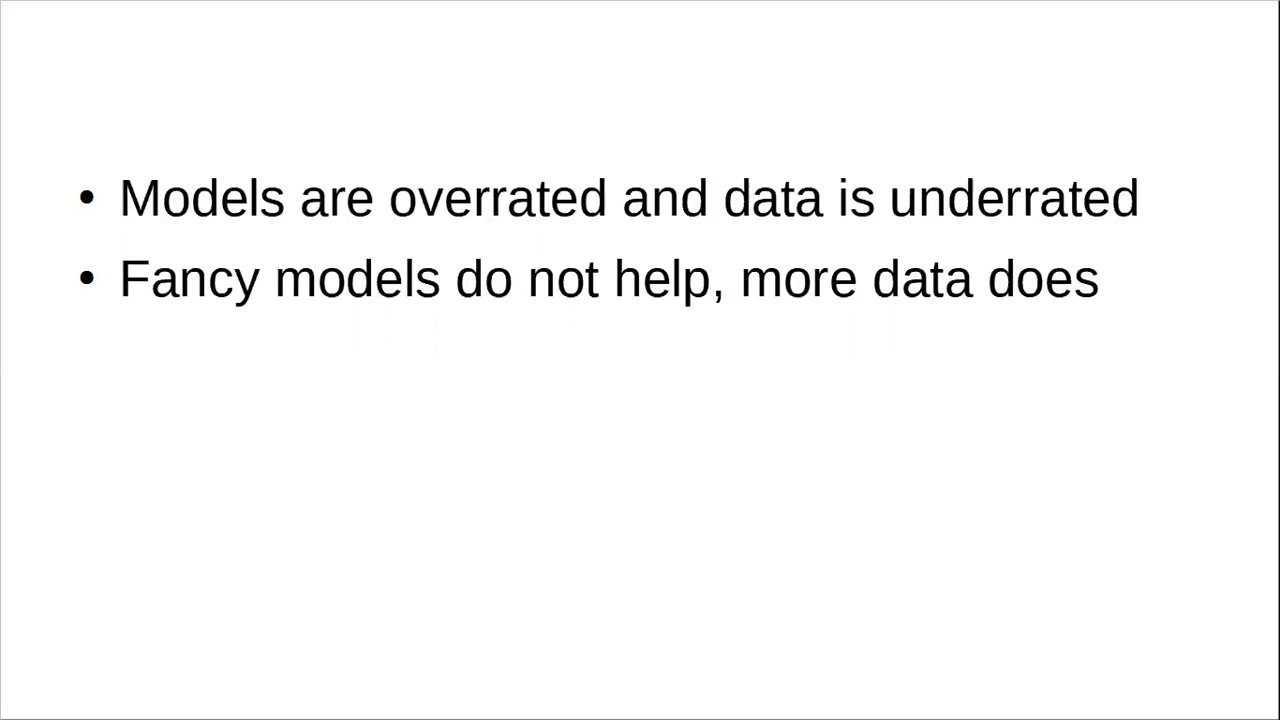 • Models are overrated and data is underrated
• Fancy models do not help, more data does